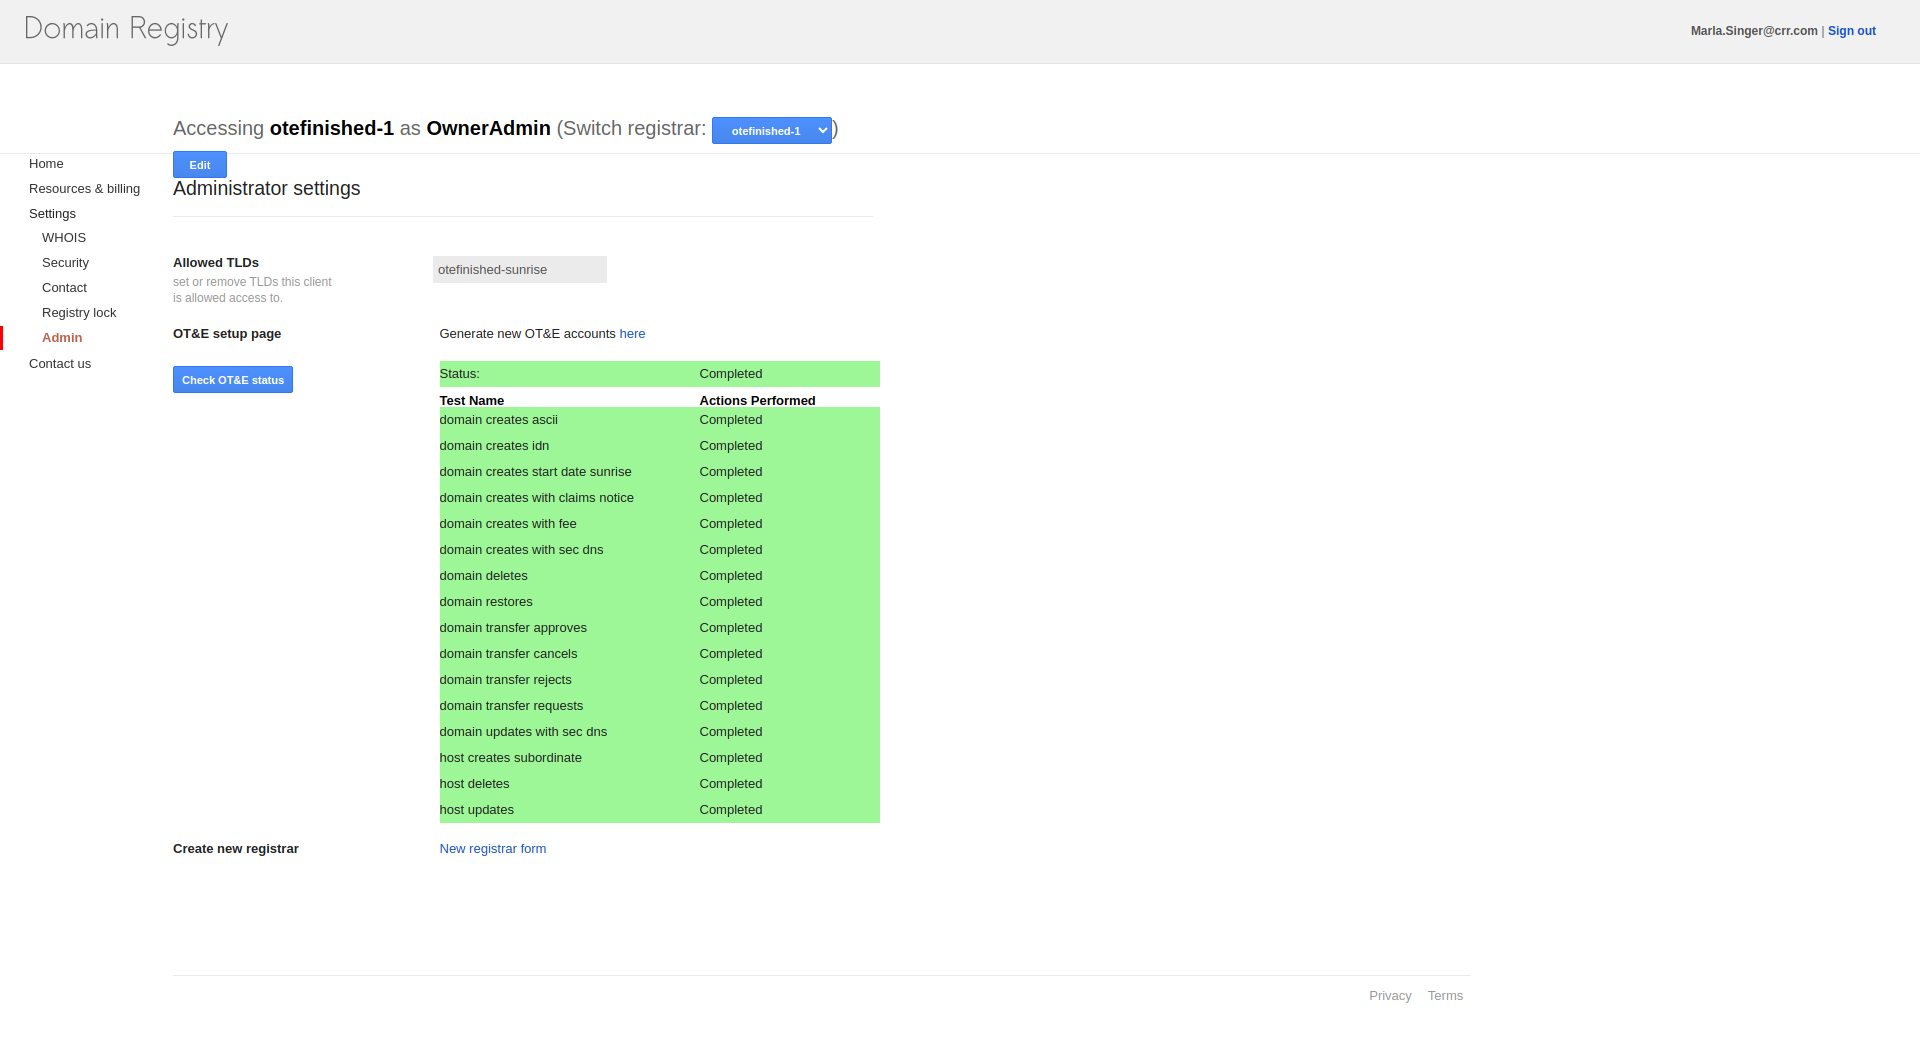 Domain Registry
Marla.Singer@crr.com | Sign out
Accessing otefinished-1 as OwnerAdmin (Switch registrar: otefinished-1)
Home
Resources & billing
Settings
WHOIS
Security
Contact
Registry lock
Admin
Contact us
Edit
Administrator settings
Allowed TLDs
set or remove TLDs this client
is allowed access to.
otefinished-sunrise
OT&E setup page
Generate new OT&E accounts here
Check OT&E status
Status: Completed
Test Name Actions Performed
domain creates ascii Completed
domain creates idn Completed
domain creates start date sunrise Completed
domain creates with claims notice Completed
domain creates with fee Completed
domain creates with sec dns Completed
domain deletes Completed
domain restores Completed
domain transfer approves Completed
domain transfer cancels Completed
domain transfer rejects Completed
domain transfer requests Completed
domain updates with sec dns Completed
host creates subordinate Completed
host deletes Completed
host updates Completed
Create new registrar
New registrar form
Privacy Terms